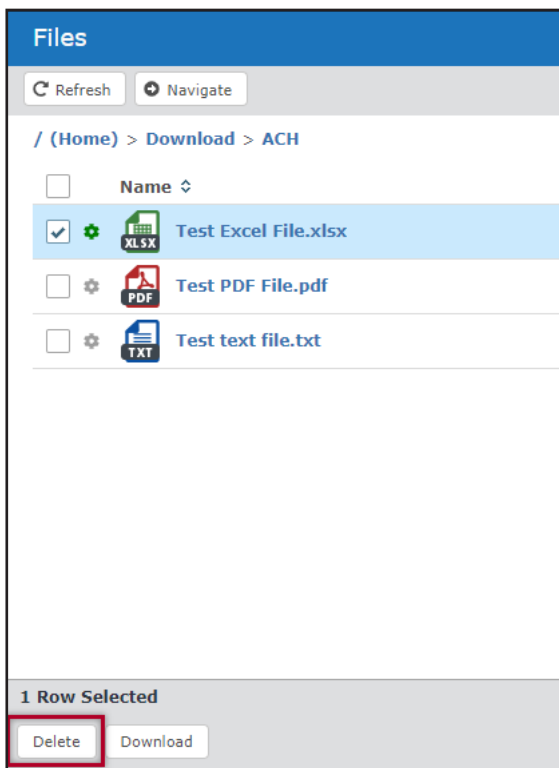 Files
Refresh Navigate
/ (Home) > Download > ACH
Name
XLSX Test Excel File.xlsx
PDF Test PDF File.pdf
TXT Test text file.txt
1 Row Selected
Delete Download